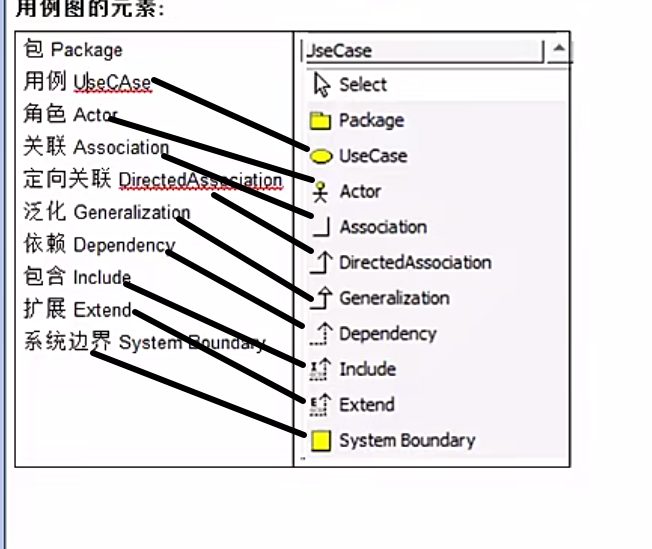 用例图的元素:
包 Package
用例 UseCAse
角色 Actor
关联 Association
定向关联 DirectedAssociation
泛化 Generalization
依赖 Dependency
包含 Include
扩展 Extend
系统边界 System Boundary
UseCase
Select
Package
UseCase
Actor
Association
DirectedAssociation
Generalization
Dependency
Include
Extend
System Boundary